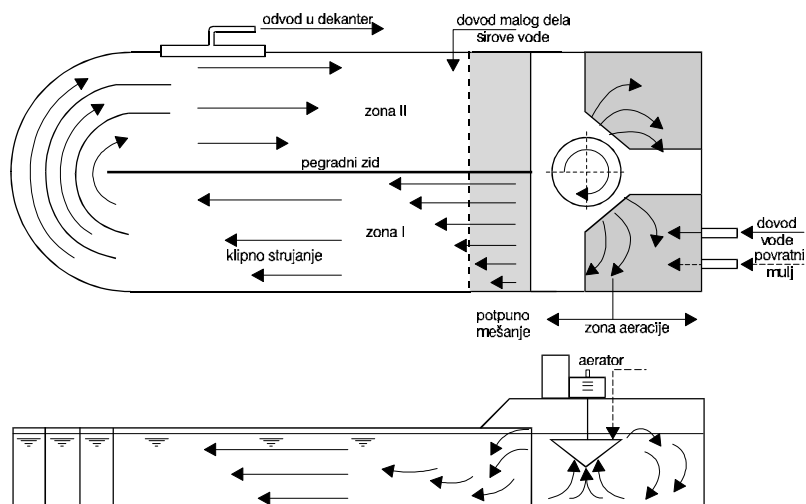 odvod u dekanter
dovod malog dela
sirove vode
zona II
pegradni zid
zona I
klipno strujanje
dovod
vode
povratni
mulj
potpuno
mešanje
zona aeracije
aerator